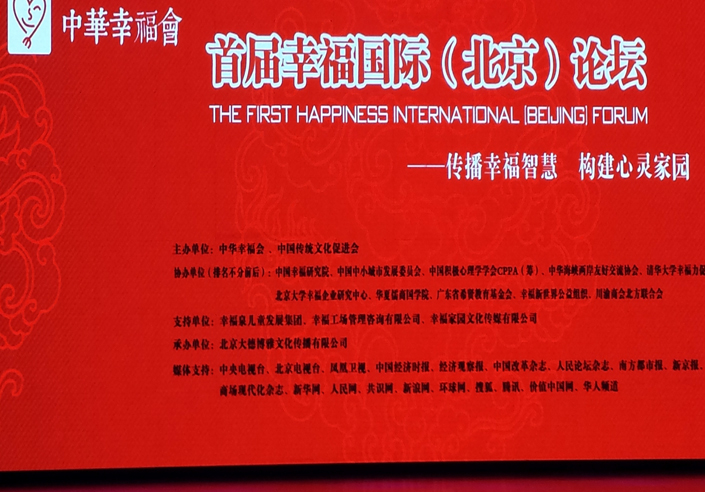 中華幸福會
首届幸福国际（北京）论坛
THE FIRST HAPPINESS INTERNATIONAL (BEIJING) FORUM
——传播幸福智慧 构建心灵家园
主办单位：中华幸福会、中国传统文化促进会
协办单位（排名不分前后）：中国幸福研究院、中国中小城市发展委员会、中国积极心理学学会CPPA（筹）、中华海峡两岸友好交流协会、清华大学幸福力
北京大学幸福企业研究中心、华夏儒商国学院、广东省尊贤教育基金会、幸福新世界公益组织、川渝商会北方联合会
支持单位：幸福泉儿童发展集团、幸福工场管理咨询有限公司、幸福家园文化传媒有限公司
承办单位：北京大德博雅文化传播有限公司
媒体支持：中央电视台、北京电视台、凤凰卫视、中国经济时报、经济观察报、中国改革杂志、人民论坛杂志、南方都市报、新京报、
商场现代化杂志、新华网、人民网、共识网、新浪网、环球网、搜狐、腾讯、价值中国网、华人频道